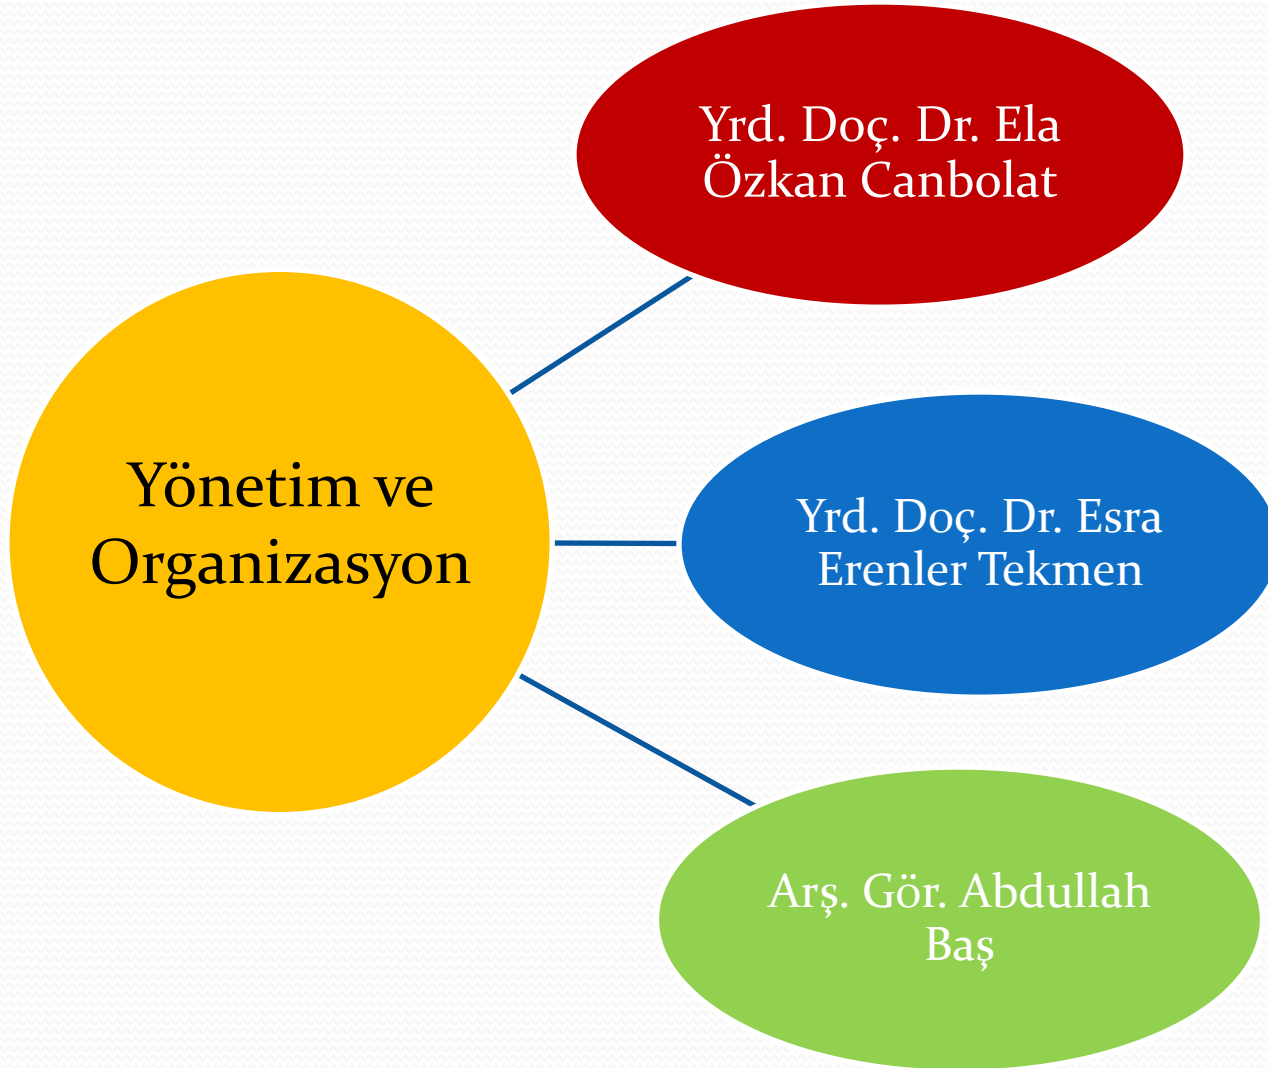 Yrd. Doç. Dr. Ela
Özkan Canbolat
Yönetim ve
Organizasyon
Yrd. Doç. Dr. Esra
Erenler Tekmen
Arş. Gör. Abdullah
Baş